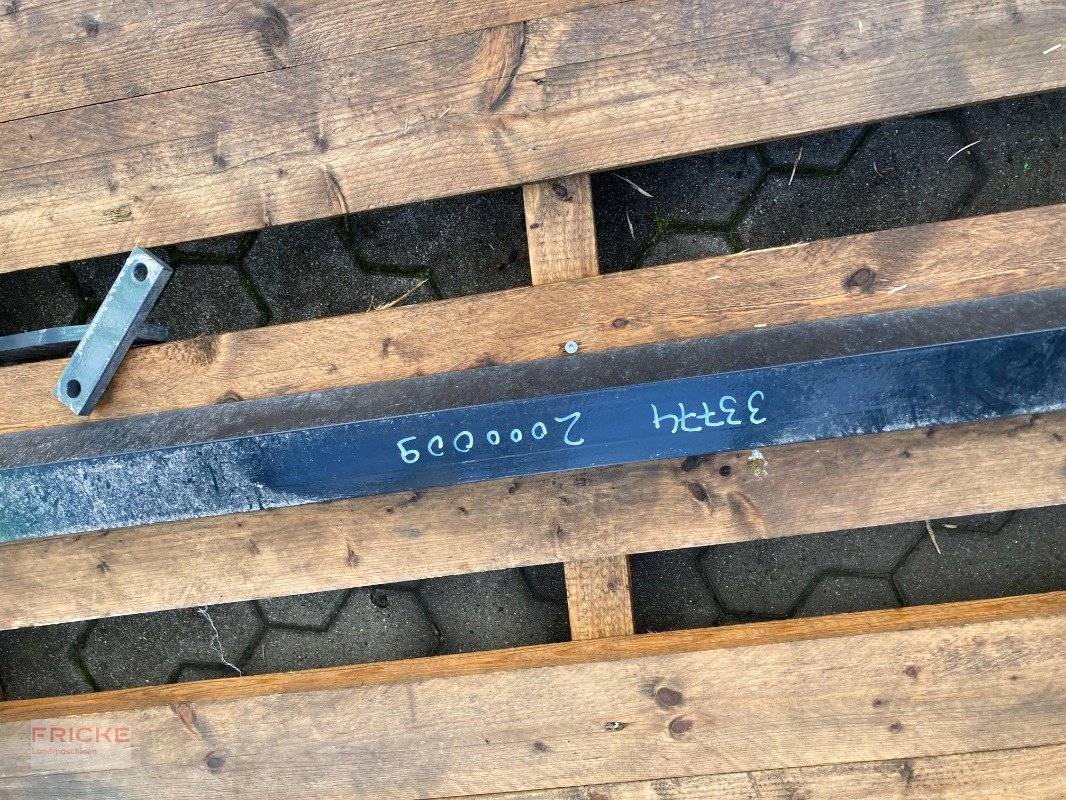 33774 2000009
FRICKE
Landmaschinen